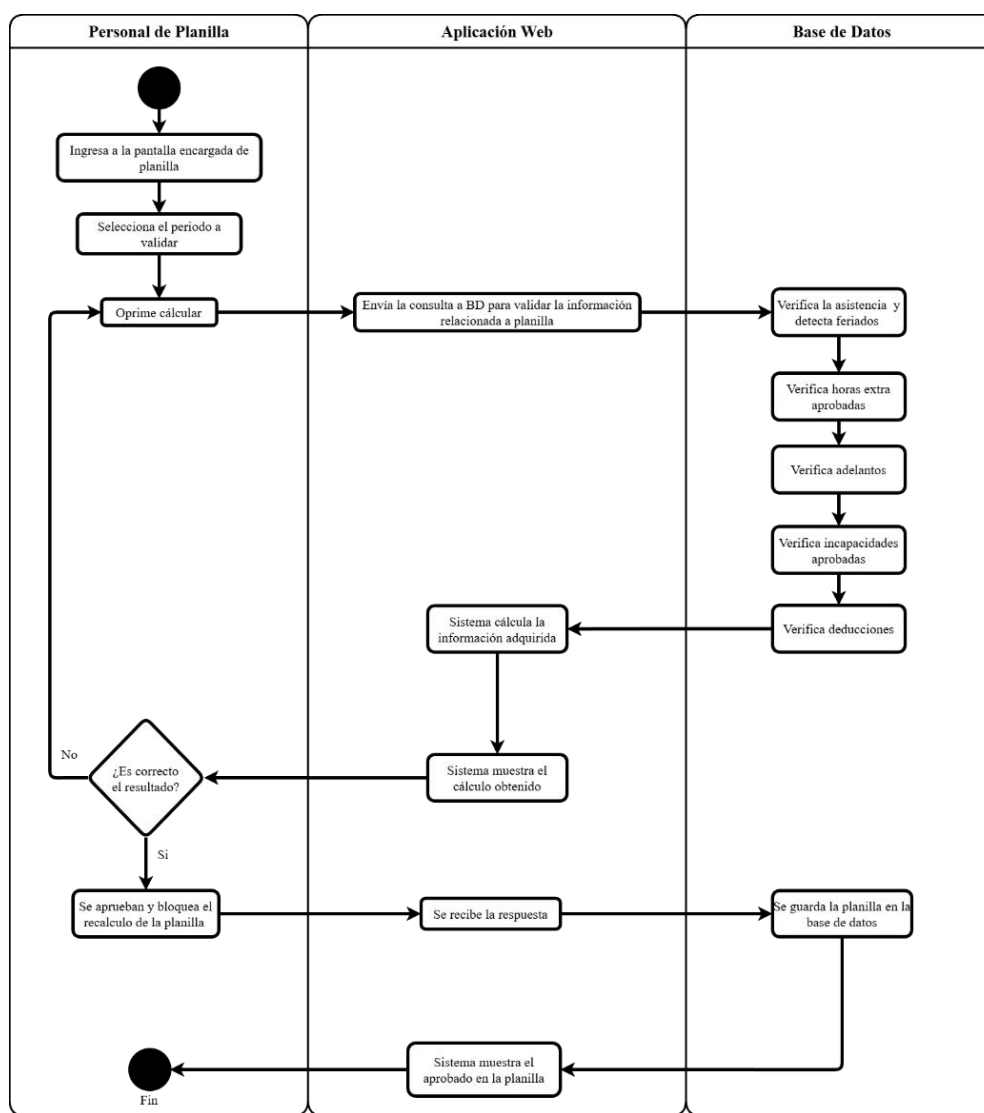 Personal de Planilla
Aplicación Web
Base de Datos
Ingresa a la pantalla encargada de
planilla
Selecciona el periodo a
validar
Oprime cálcular
Envía la consulta a BD para validar la información
relacionada a planilla
Verifica la asistencia y
detecta feriados
Verifica horas extra
aprobadas
Verifica adelantos
Verifica incapacidades
aprobadas
Verifica deducciones
Sistema cálcula la
información adquirida
Sistema muestra el
cálculo obtenido
¿Es correcto
el resultado?
No
Si
Se aprueban y bloquea el
recalculo de la planilla
Se recibe la respuesta
Se guarda la planilla en la
base de datos
Sistema muestra el
aprobado en la planilla
Fin